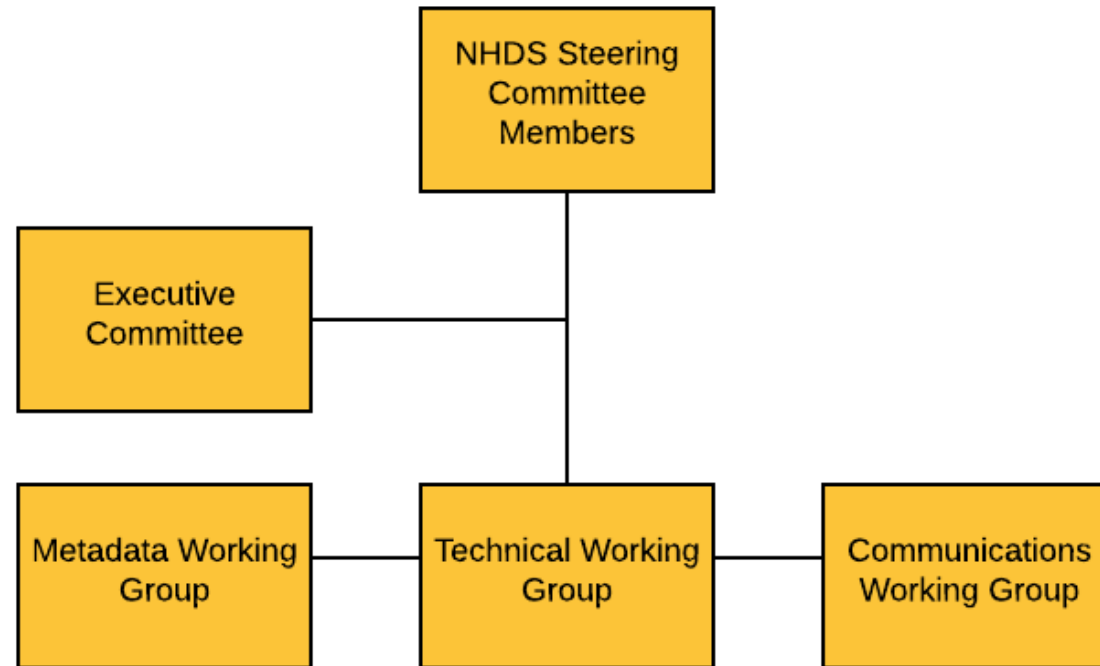 NHDS Steering
Committee
Members
Executive
Committee
Metadata Working
Group
Technical Working
Group
Communications
Working Group